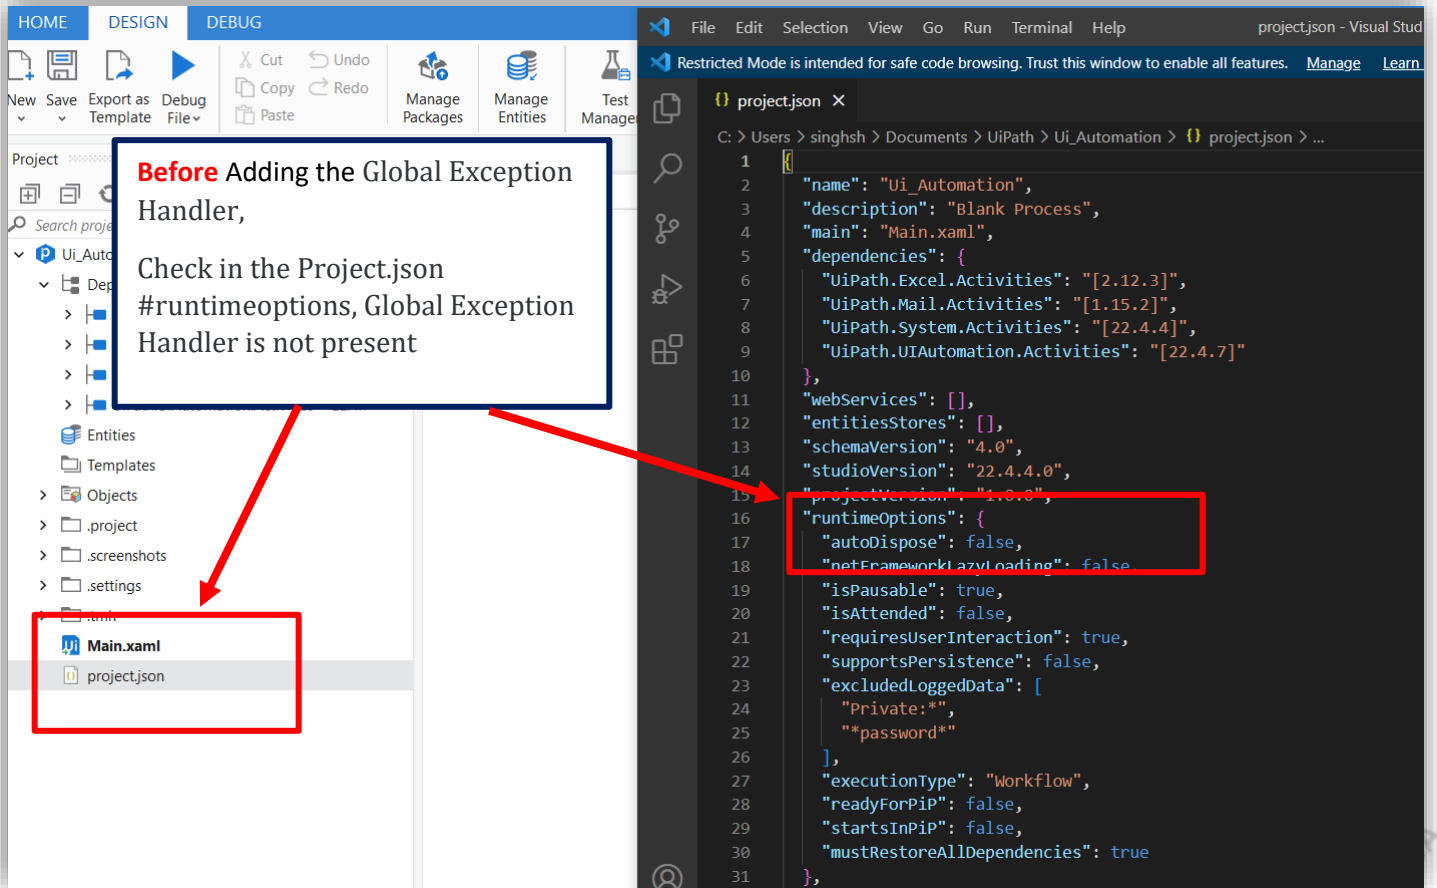 HOME DESIGN DEBUG
New Save Export as Template Debug File
Cut Copy Paste
Undo Redo
Manage Packages
Manage Entities
Test
Project
Search proje
Ui_Auto
Dep
Entities
Templates
Objects
.project
.screenshots
.settings
Main.xaml
project.json
Before Adding the Global Exception
Handler,
Check in the Project.json
#runtimeoptions, Global Exception
Handler is not present
File Edit Selection View Go Run Terminal Help project.json - Visual Stud
Restricted Mode is intended for safe code browsing. Trust this window to enable all features. Manage Learn
{} project.json
C: > Users > singhsh > Documents > UiPath > Ui_Automation > {} project.json > ...
1 {
2 "name": "Ui_Automation",
3 "description": "Blank Process",
4 "main": "Main.xaml",
5 "dependencies": {
6 "UiPath.Excel.Activities": "[2.12.3]",
7 "UiPath.Mail.Activities": "[1.15.2]",
8 "UiPath.System.Activities": "[22.4.4]",
9 "UiPath.UIAutomation.Activities": "[22.4.7]"
10 },
11 "webServices": [],
12 "entitiesStores": [],
13 "schemaVersion": "4.0",
14 "studioVersion": "22.4.4.0",
15 "projectVersion": "1.0.0",
16 "runtimeOptions": {
17 "autoDispose": false,
18 "netFrameworkLazyLoading": false,
19 "isPausable": true,
20 "isAttended": false,
21 "requiresUserInteraction": true,
22 "supportsPersistence": false,
23 "excludedLoggedData": [
24 "Private:*",
25 "*password*"
26 ],
27 "executionType": "Workflow",
28 "readyForPiP": false,
29 "startsInPiP": false,
30 "mustRestoreAllDependencies": true
31 },